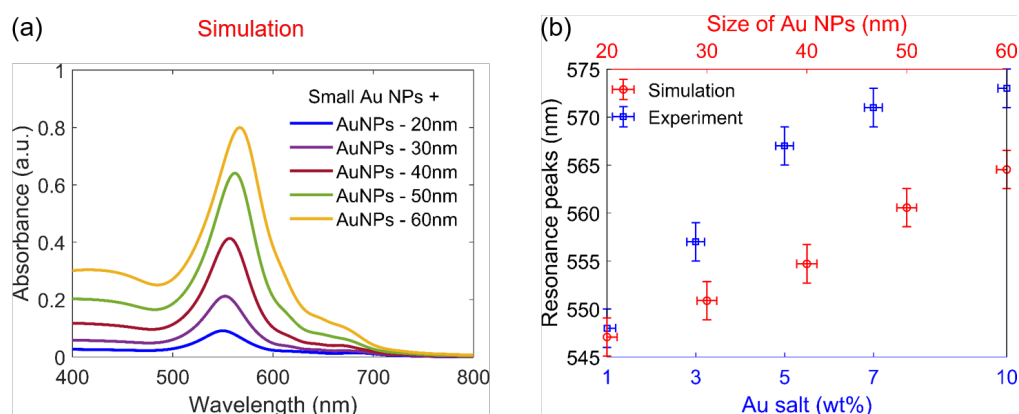 (a)
Simulation
Absorbance (a.u.)
1
0.8
0.6
0.4
0.2
0
Small Au NPs +
AuNPs - 20nm
AuNPs - 30nm
AuNPs - 40nm
AuNPs - 50nm
AuNPs - 60nm
400 500 600 700 800
Wavelength (nm)
(b)
Size of Au NPs (nm)
20 30 40 50 60
Resonance peaks (nm)
575
570
565
560
555
550
545
Simulation
Experiment
1 3 5 7 10
Au salt (wt%)